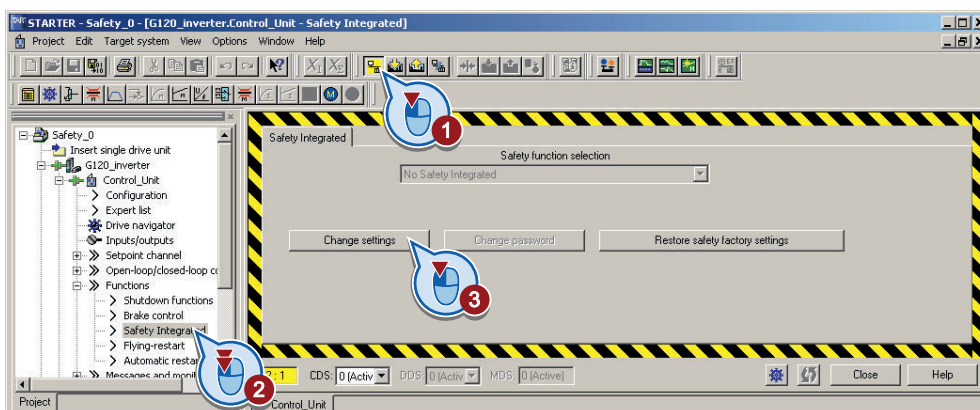 STARTER - Safety_0 - [G120_inverter.Control_Unit - Safety Integrated]
Project Edit Target system View Options Window Help
1
Safety_0
Insert single drive unit
G120_inverter
Control_Unit
Configuration
Expert list
Drive navigator
Inputs/outputs
Setpoint channel
Open-loop/closed-loop co
Functions
Shutdown functions
Brake control
Safety Integrated
Flying-restart
Automatic restar
Messages and monit
2
Project
Safety Integrated
Safety function selection
No Safety Integrated
Change settings
Change password
Restore safety factory settings
3
: 1
CDS: 0 (Activ
DDS: 0 (Activ
MDS: 0 (Active)
Close
Help
Control_Unit